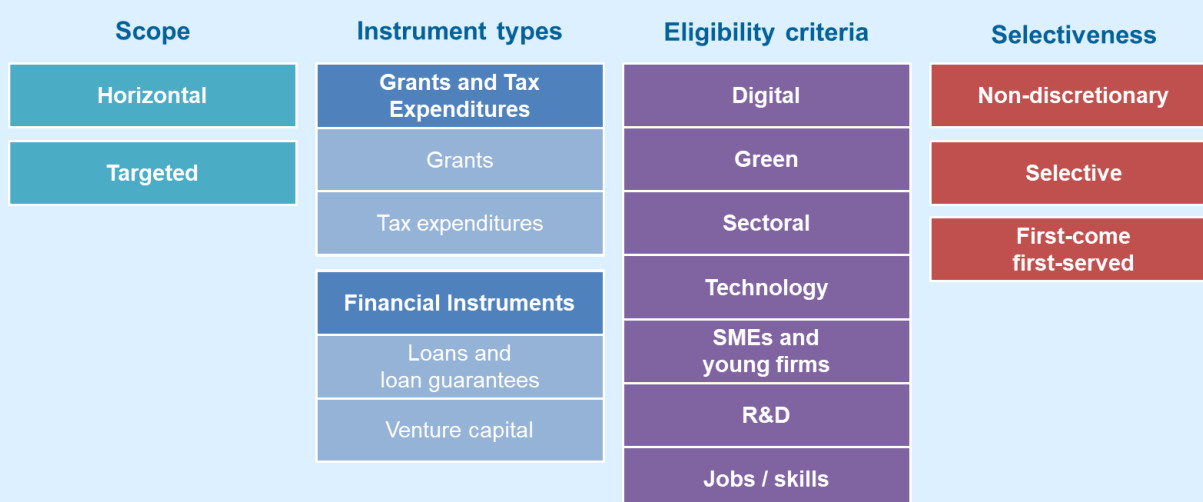 Scope
Horizontal
Targeted
Instrument types
Grants and Tax
Expenditures
Grants
Tax expenditures
Financial Instruments
Loans and
loan guarantees
Venture capital
Eligibility criteria
Digital
Green
Sectoral
Technology
SMEs and
young firms
R&D
Jobs / skills
Selectiveness
Non-discretionary
Selective
First-come
first-served